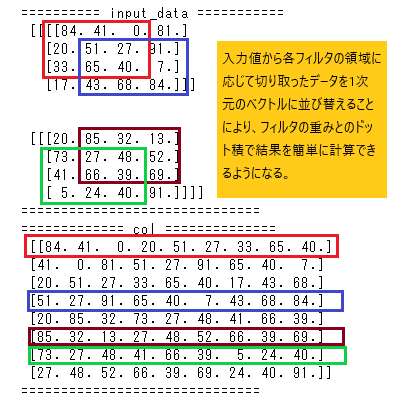 ========== input_data ===========
[[[[84. 41. 0. 81.]
[20. 51. 27. 91.]
[33. 65. 40. 7.]
[17. 43. 68. 84.]]]
入力値から各フィルタの領域に
応じて切り取ったデータを1次
元のベクトルに並び替えること
により、フィルタの重みとのドッ
ト積で結果を簡単に計算でき
るようになる。
[[[20. 85. 32. 13.]
[73. 27. 48. 52.]
[41. 66. 39. 69.]
[ 5. 24. 40. 91.]]]]
==============================
============= col ==============
[[84. 41. 0. 20. 51. 27. 33. 65. 40.]
[41. 0. 81. 51. 27. 91. 65. 40. 7.]
[20. 51. 27. 33. 65. 40. 17. 43. 68.]
[51. 27. 91. 65. 40. 7. 43. 68. 84.]
[20. 85. 32. 73. 27. 48. 41. 66. 39.]
[85. 32. 13. 27. 48. 52. 66. 39. 69.]
[73. 27. 48. 41. 66. 39. 5. 24. 40.]
[27. 48. 52. 66. 39. 69. 24. 40. 91.]]
==============================